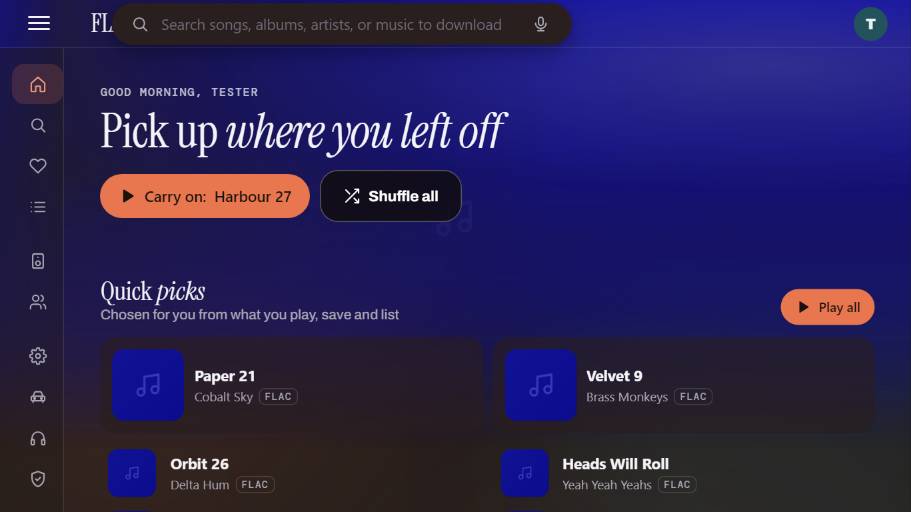 FL
Search songs, albums, artists, or music to download
T
GOOD MORNING, TESTER
Pick up where you left off
Carry on: Harbour 27
Shuffle all
Quick picks
Chosen for you from what you play, save and list
Play all
Paper 21
Cobalt Sky FLAC
Velvet 9
Brass Monkeys FLAC
Orbit 26
Delta Hum FLAC
Heads Will Roll
Yeah Yeah Yeahs FLAC